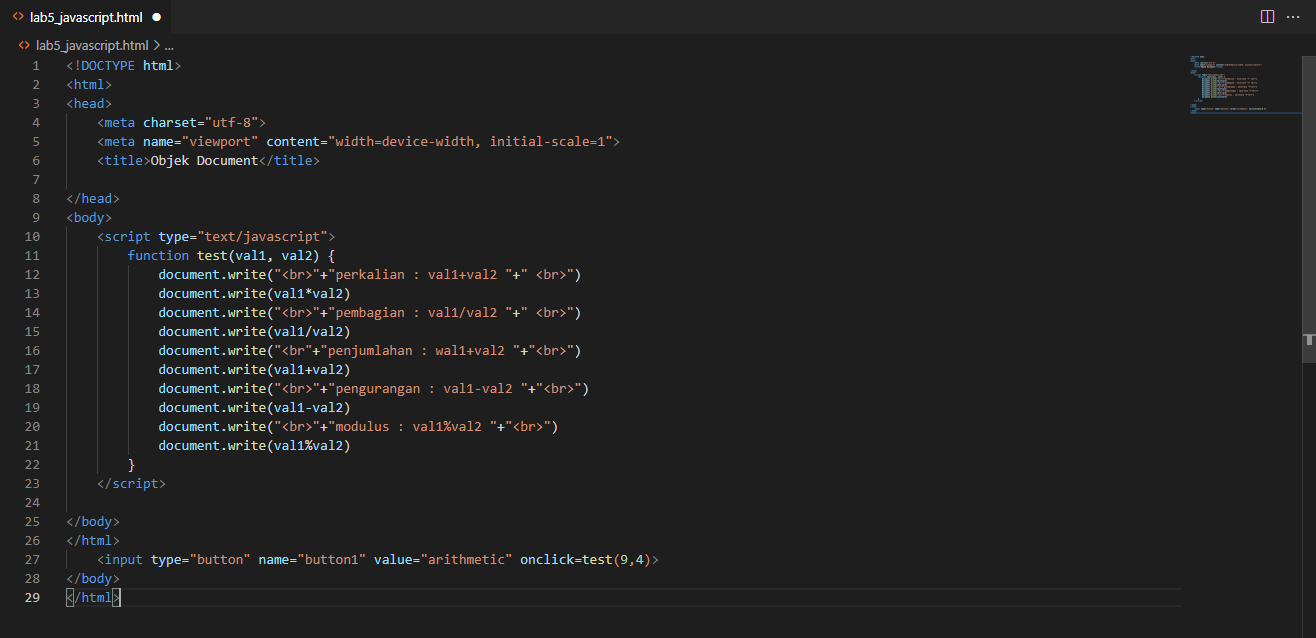 lab5_javascript.html
lab5_javascript.html > ...
1 <!DOCTYPE html>
2 <html>
3 <head>
4     <meta charset="utf-8">
5     <meta name="viewport" content="width=device-width, initial-scale=1">
6     <title>Objek Document</title>
7
8 </head>
9 <body>
10     <script type="text/javascript">
11         function test(val1, val2) {
12             document.write("<br>"+"perkalian : val1+val2 "+" <br>")
13             document.write(val1*val2)
14             document.write("<br>"+"pembagian : val1/val2 "+" <br>")
15             document.write(val1/val2)
16             document.write("<br"+"penjumlahan : wal1+val2 "+"<br>")
17             document.write(val1+val2)
18             document.write("<br>"+"pengurangan : val1-val2 "+"<br>")
19             document.write(val1-val2)
20             document.write("<br>"+"modulus : val1%val2 "+"<br>")
21             document.write(val1%val2)
22         }
23     </script>
24
25 </body>
26 </html>
27     <input type="button" name="button1" value="arithmetic" onclick=test(9,4)>
28 </body>
29 </html>